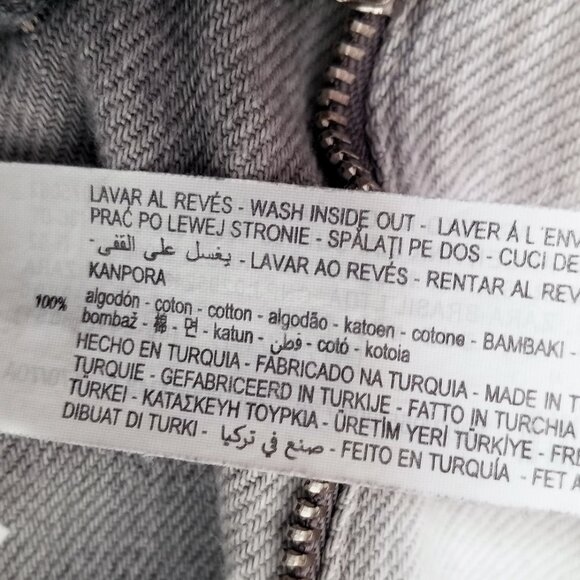 LAVAR AL REVÉS - WASH INSIDE OUT - LAVER Á L´ENV
PRAĆ PO LEWEJ STRONIE - SPĂLAȚI PE DOS - CUCI DE
يغسل على القفى - LAVAR AO REVÉS - RENTAR AL REV
KANPORA
100% algodón - coton - cotton - algodão - katoen - cotone - BAMBAKI -
bombaž - 棉 - 면 - katun - قطن - cotó - kotoia
HECHO EN TURQUIA - FABRICADO NA TURQUIA - MADE IN T
TURQUIE - GEFABRICEERD IN TURKIJE - FATTO IN TURCHIA
TÜRKEI - ΚΑΤΑΣΚΕΥΗ ΤΟΥΡΚΙΑ - ÜRETİM YERİ TÜRKİYE - FRE
DIBUAT DI TURKI - صنع في تركيا - FEITO EN TURQUÍA - FET A